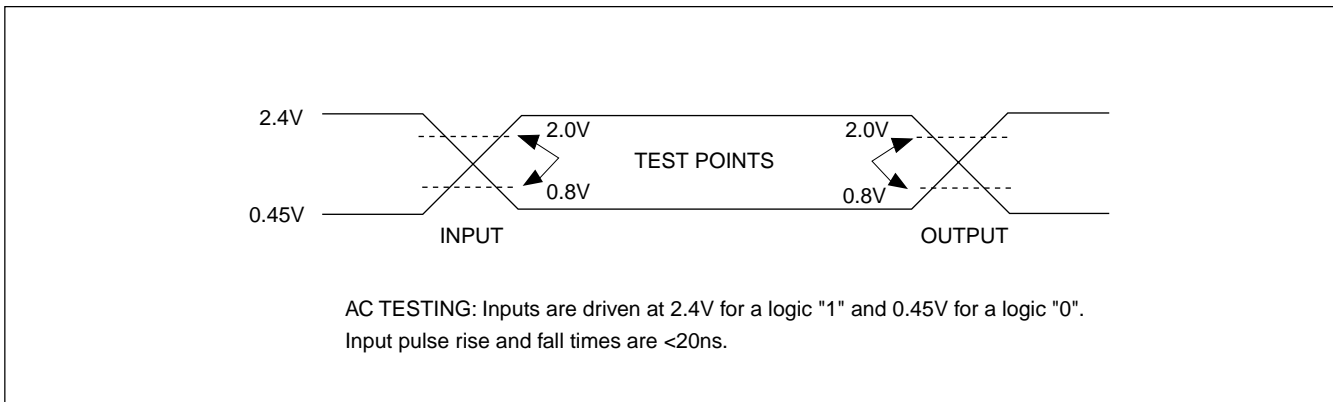 2.4V
2.0V
2.0V
TEST POINTS
0.8V
0.8V
0.45V
INPUT
OUTPUT
AC TESTING: Inputs are driven at 2.4V for a logic "1" and 0.45V for a logic "0".
Input pulse rise and fall times are <20ns.